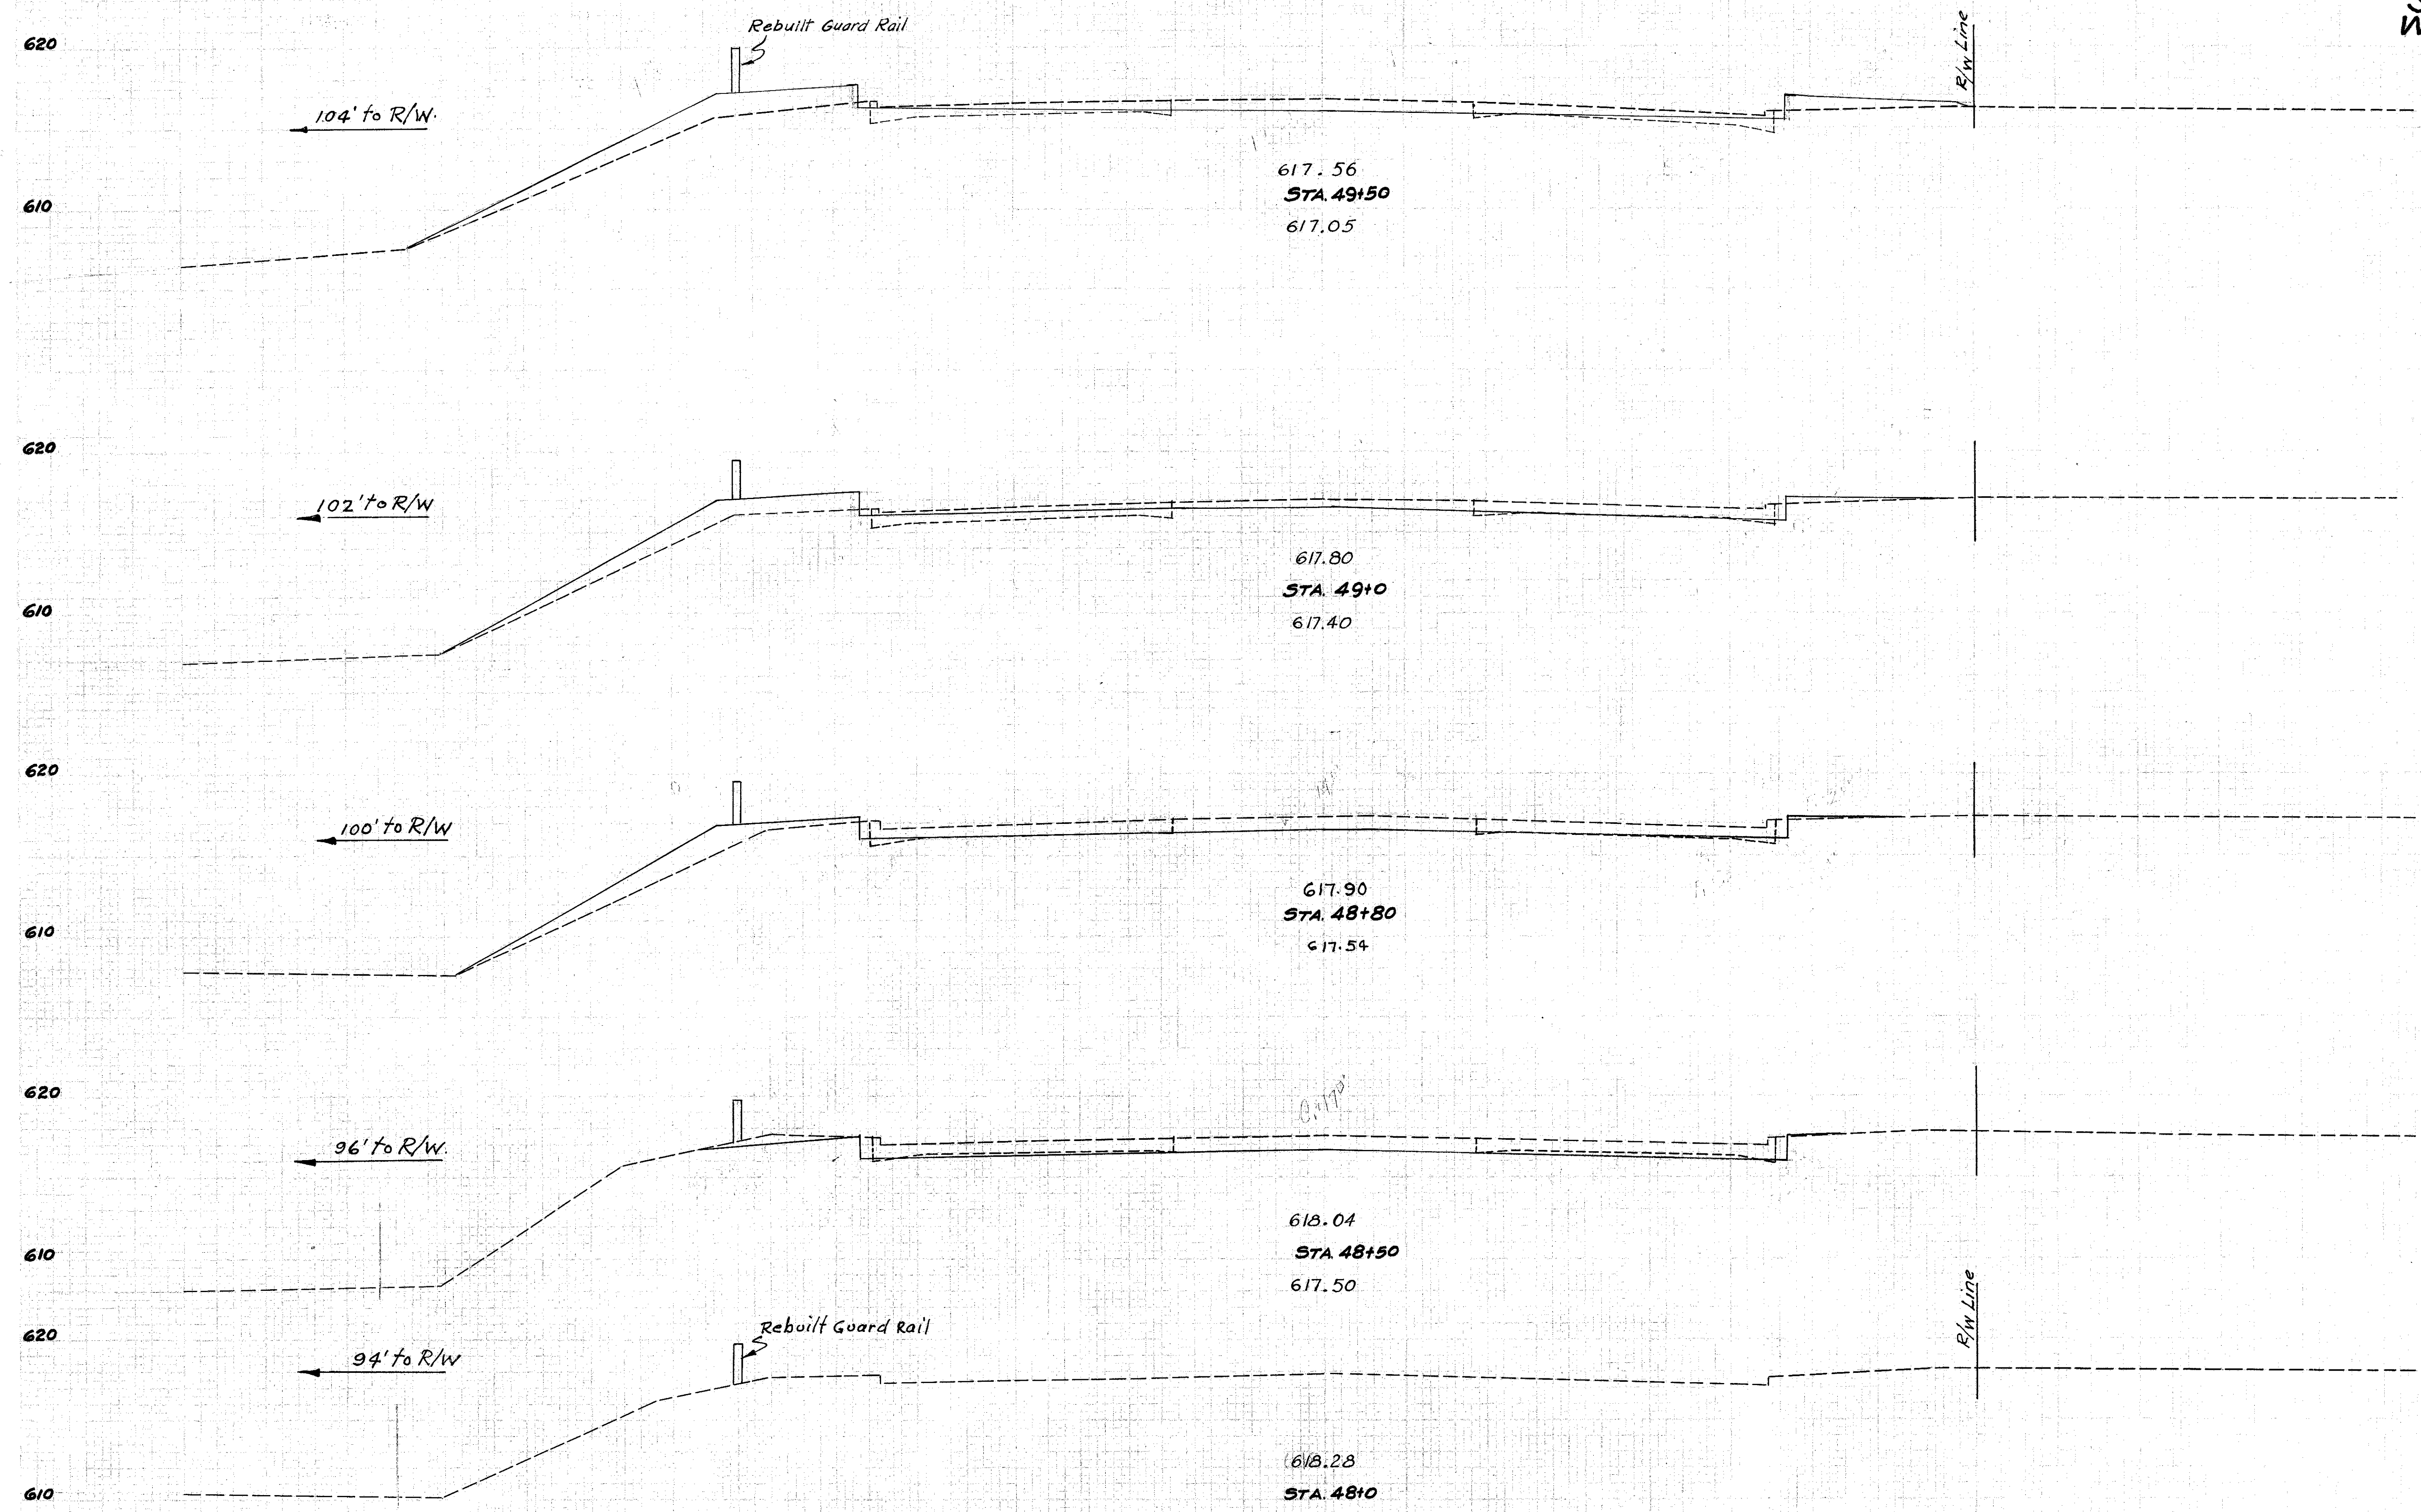 Rebuilt Guard Rail
R/W Line
620
104' to R/W.
617.56
STA. 49+50
610
617.05
620
102' to R/W
617.80
STA. 49+0
610
617.40
620
100' to R/W
617.90
STA. 48+80
610
617.54
620
96' to R/W.
618.04
STA. 48+50
610
617.50
R/W Line
620
Rebuilt Guard Rail
94' to R/W
618.28
610
STA. 48+0